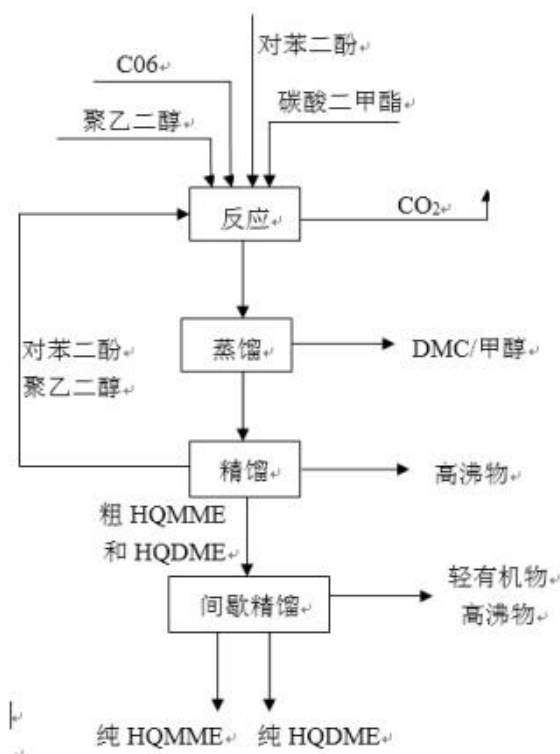 对苯二酚
C06
碳酸二甲酯
聚乙二醇
反应
CO₂
蒸馏
DMC/甲醇
对苯二酚
聚乙二醇
精馏
高沸物
粗 HQMME
和 HQDME
轻有机物
高沸物
间歇精馏
纯 HQMME
纯 HQDME